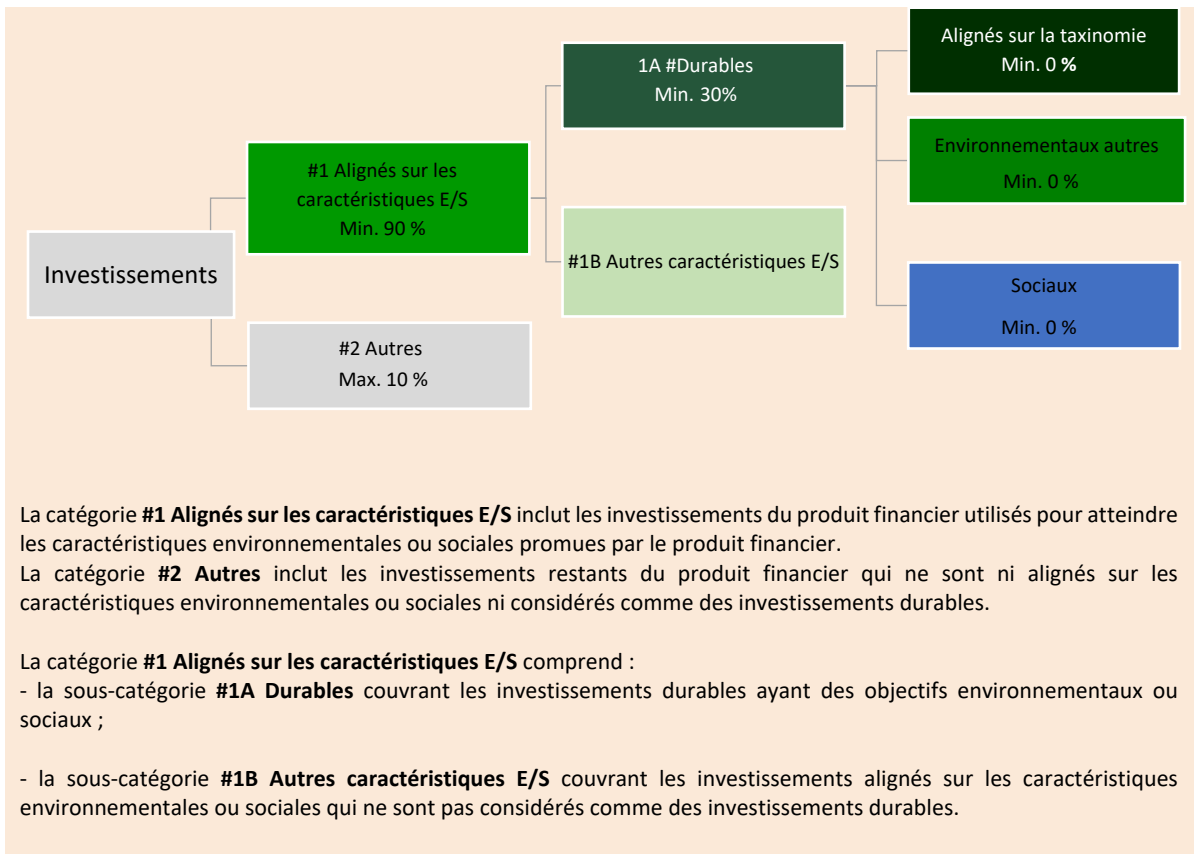 Investissements
#1 Alignés sur les
caractéristiques E/S
Min. 90 %
#2 Autres
Max. 10 %
1A #Durables
Min. 30%
#1B Autres caractéristiques E/S
Alignés sur la taxinomie
Min. 0 %
Environnementaux autres
Min. 0 %
Sociaux
Min. 0 %
La catégorie #1 Alignés sur les caractéristiques E/S inclut les investissements du produit financier utilisés pour atteindre
les caractéristiques environnementales ou sociales promues par le produit financier.
La catégorie #2 Autres inclut les investissements restants du produit financier qui ne sont ni alignés sur les
caractéristiques environnementales ou sociales ni considérés comme des investissements durables.
La catégorie #1 Alignés sur les caractéristiques E/S comprend :
- la sous-catégorie #1A Durables couvrant les investissements durables ayant des objectifs environnementaux ou
sociaux ;
- la sous-catégorie #1B Autres caractéristiques E/S couvrant les investissements alignés sur les caractéristiques
environnementales ou sociales qui ne sont pas considérés comme des investissements durables.